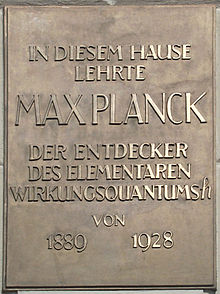 IN DIESEM HAUSE
LEHRTE
MAX PLANCK
DER ENTDECKER
DES ELEMENTAREN
WIRKUNGSQUANTUMS h
VON
1889 1928